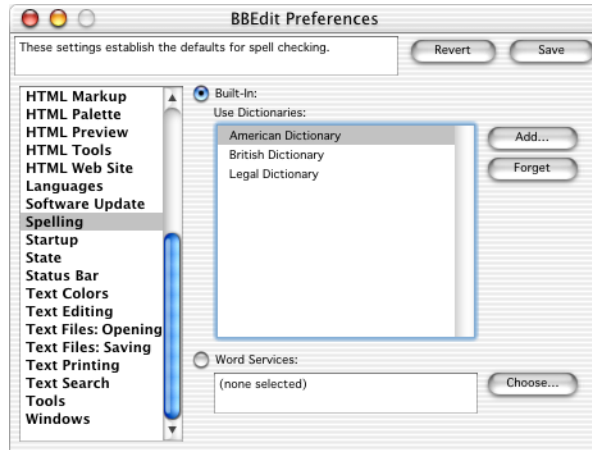 BBEdit Preferences
These settings establish the defaults for spell checking.
Revert
Save
HTML Markup
HTML Palette
HTML Preview
HTML Tools
HTML Web Site
Languages
Software Update
Spelling
Startup
State
Status Bar
Text Colors
Text Editing
Text Files: Opening
Text Files: Saving
Text Printing
Text Search
Tools
Windows
Built-In:
Use Dictionaries:
American Dictionary
British Dictionary
Legal Dictionary
Add...
Forget
Word Services:
(none selected)
Choose...